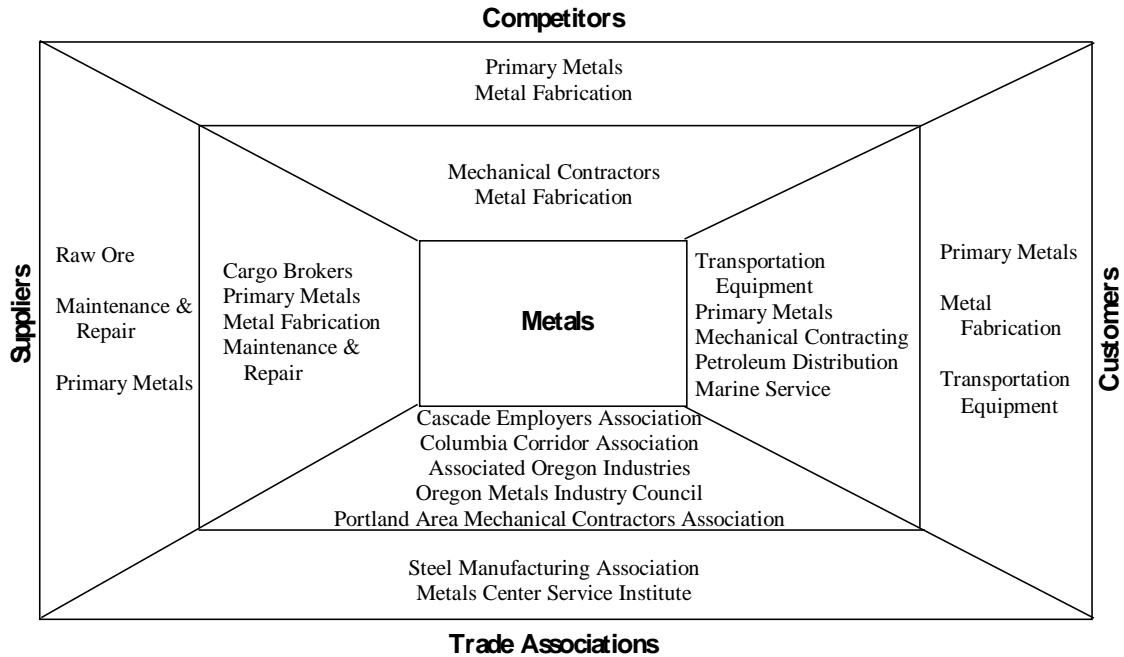 Competitors
Primary Metals
Metal Fabrication
Mechanical Contractors
Metal Fabrication
Suppliers
Raw Ore
Maintenance &
Repair
Primary Metals
Cargo Brokers
Primary Metals
Metal Fabrication
Maintenance &
Repair
Metals
Transportation
Equipment
Primary Metals
Mechanical Contracting
Petroleum Distribution
Marine Service
Primary Metals
Metal
Fabrication
Transportation
Equipment
Customers
Cascade Employers Association
Columbia Corridor Association
Associated Oregon Industries
Oregon Metals Industry Council
Portland Area Mechanical Contractors Association
Steel Manufacturing Association
Metals Center Service Institute
Trade Associations